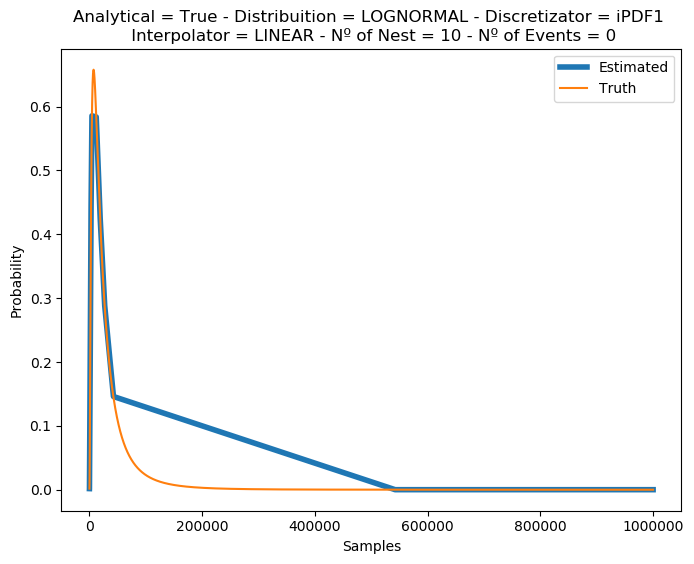 Analytical = True - Distribuition = LOGNORMAL - Discretizator = iPDF1
Interpolator = LINEAR - Nº of Nest = 10 - Nº of Events = 0
Estimated
Truth
0.6
0.5
0.4
0.3
0.2
0.1
0.0
Probability
0 200000 400000 600000 800000 1000000
Samples